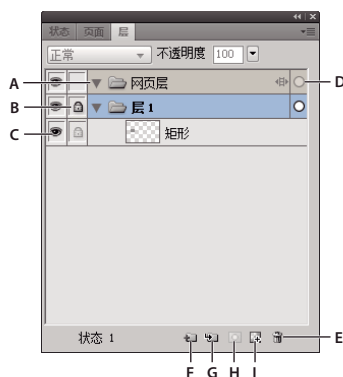 状态 页面 层
正常 不透明度 100
A 网页层 D
B 层 1
C 矩形
状态 1 E
F G H I